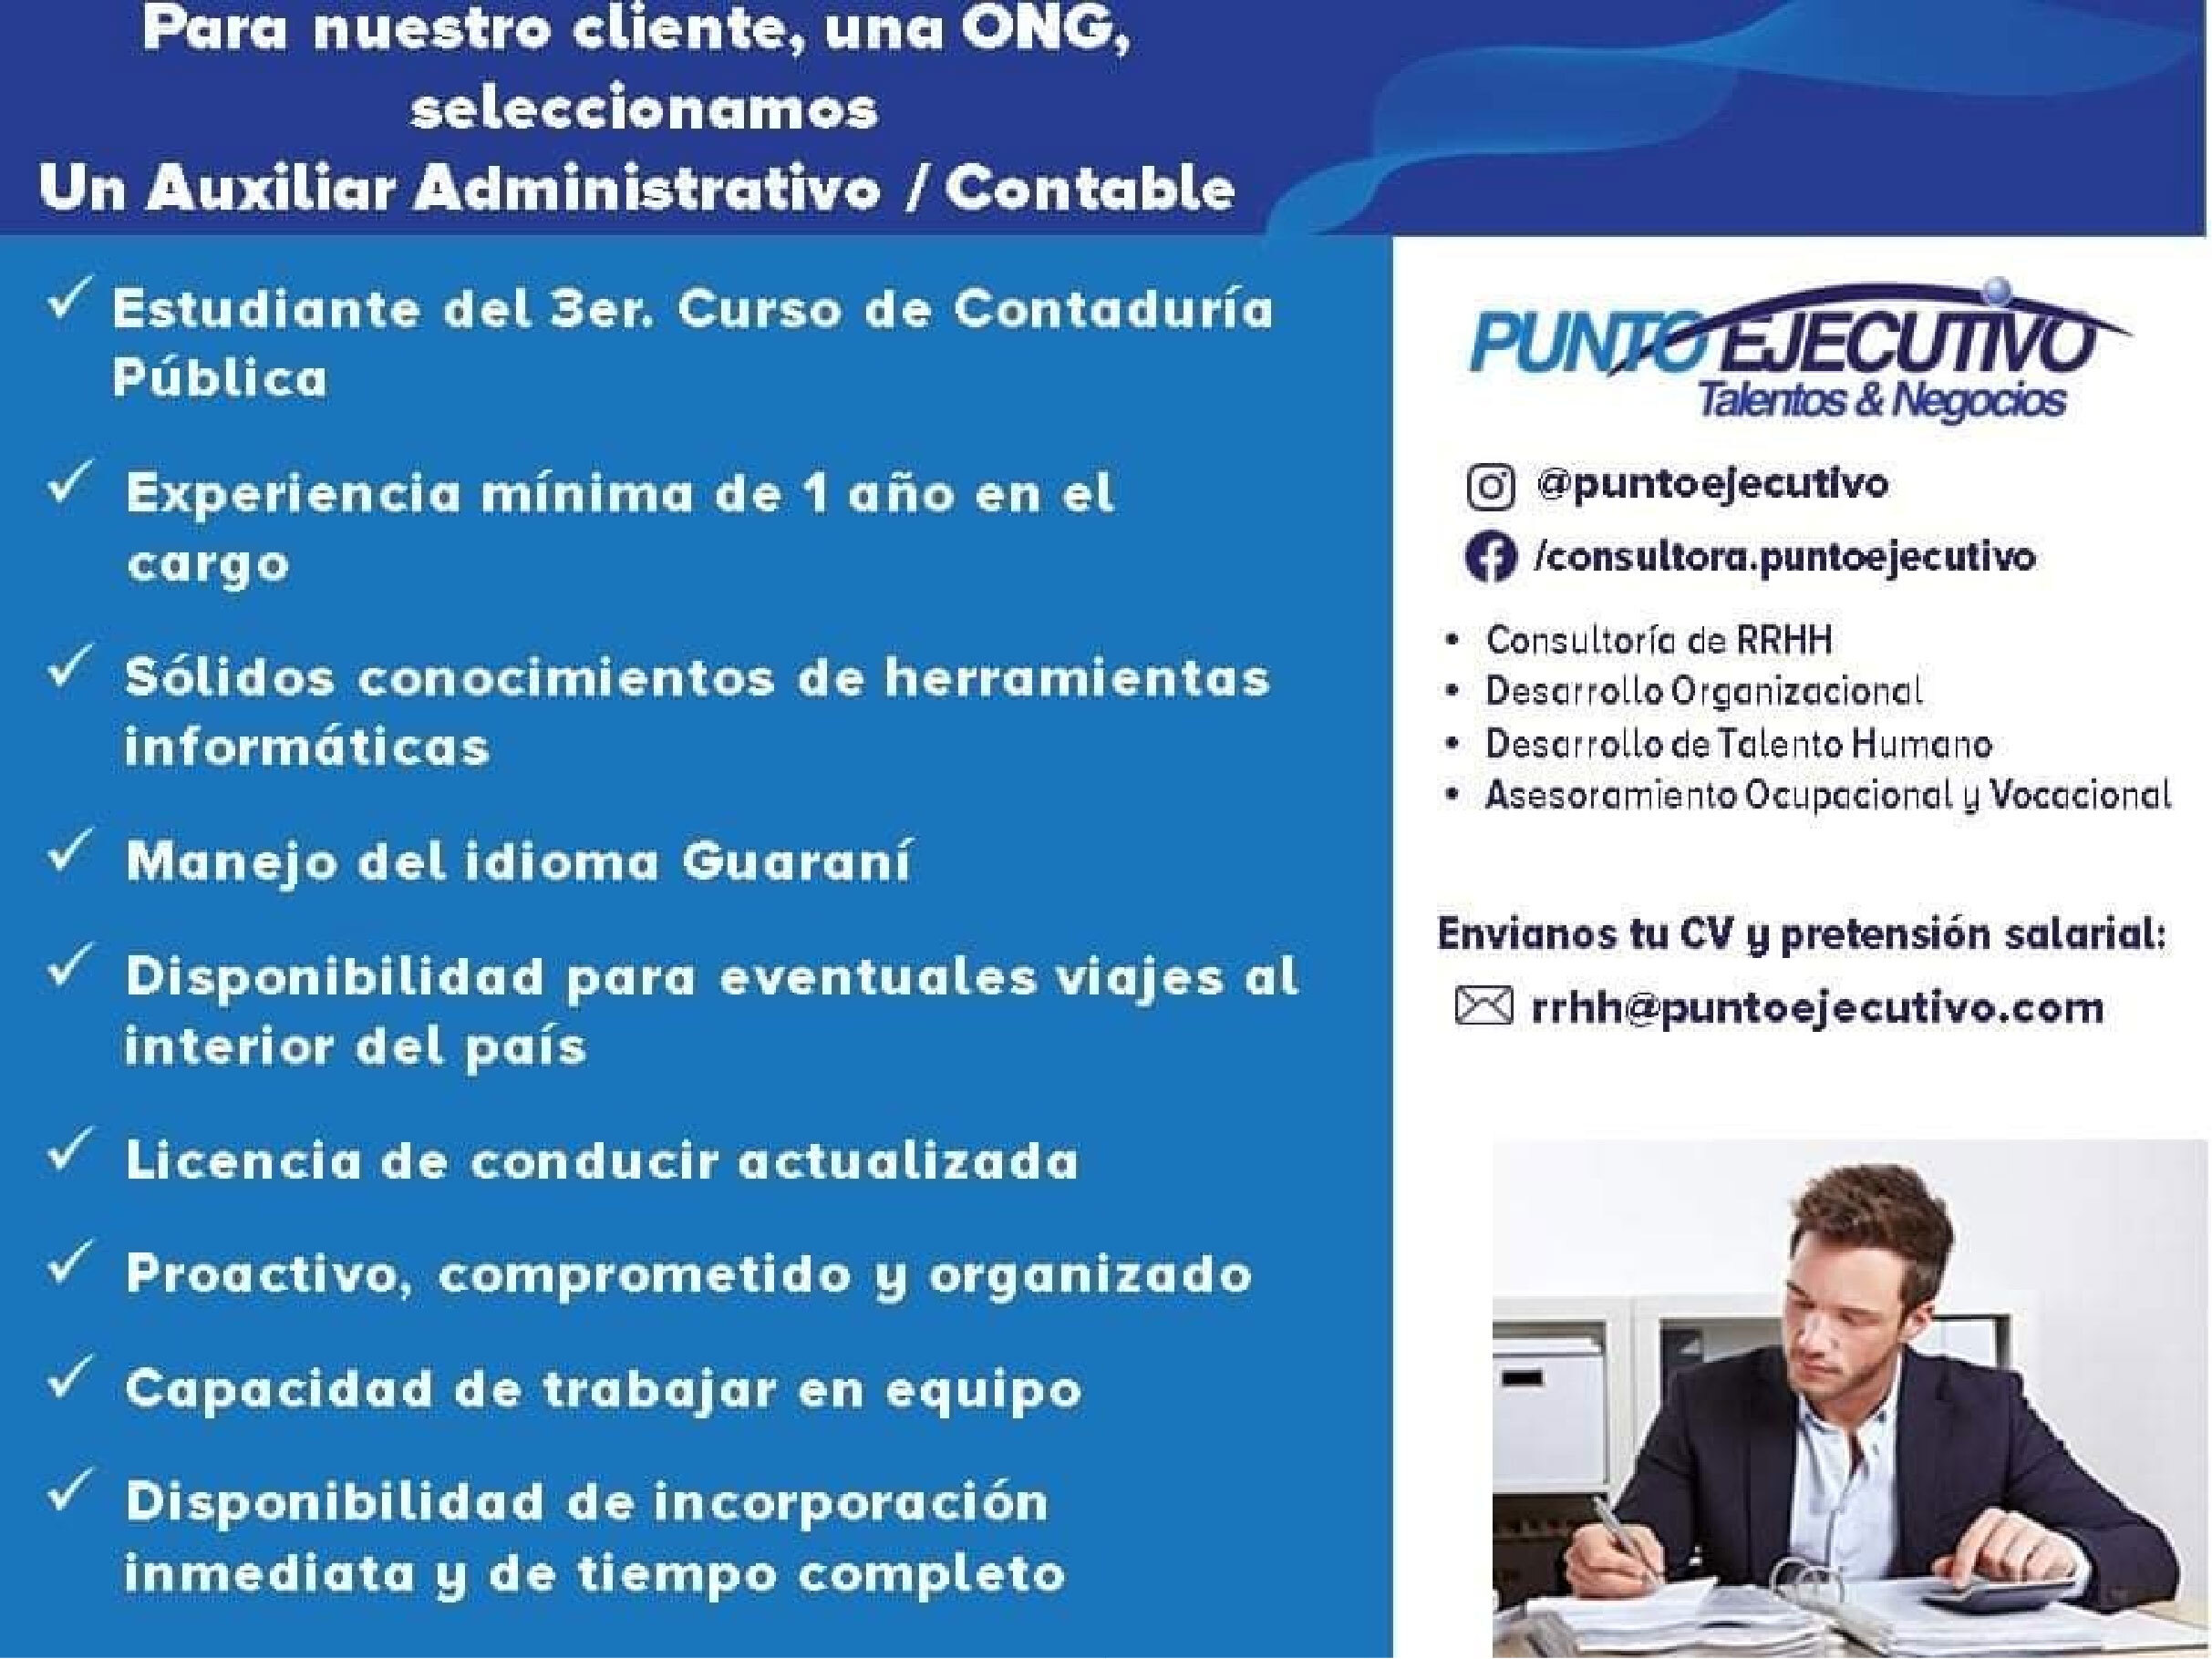 Para nuestro cliente, una ONG,
seleccionamos
Un Auxiliar Administrativo / Contable
✓ Estudiante del 3er. Curso de Contaduría
Pública
✓ Experiencia mínima de 1 año en el
cargo
✓ Sólidos conocimientos de herramientas
informáticas
✓ Manejo del idioma Guaraní
✓ Disponibilidad para eventuales viajes al
interior del país
✓ Licencia de conducir actualizada
✓ Proactivo, comprometido y organizado
✓ Capacidad de trabajar en equipo
✓ Disponibilidad de incorporación
inmediata y de tiempo completo
PUNTO EJECUTIVO
Talentos & Negocios
@puntoejecutivo
/consultora.puntoejecutivo
• Consultoría de RRHH
• Desarrollo Organizacional
• Desarrollo de Talento Humano
• Asesoramiento Ocupacional y Vocacional
Envianos tu CV y pretensión salarial:
rrhh@puntoejecutivo.com